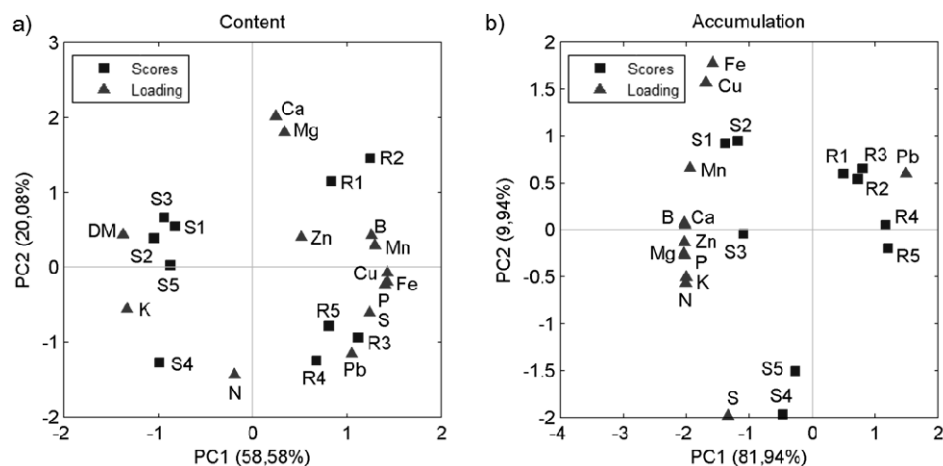 a) Content
3
2
1
0
-1
-2
PC2 (20,08%)
Scores
Loading
Ca
Mg
R2
R1
S3
S1
DM
S2
S5
Zn
B
Mn
Cu
Fe
P
K
S
R5
R3
S4
R4
Pb
N
-2 -1 0 1 2
PC1 (58,58%)
b) Accumulation
2
1.5
1
0.5
0
-0.5
-1
-1.5
-2
PC2 (9,94%)
Scores
Loading
Fe
Cu
S1 S2
Mn
R1 R3 Pb
R2
B Ca
R4
Zn S3
Mg P
R5
K
N
S5
S S4
-4 -3 -2 -1 0 1 2
PC1 (81,94%)